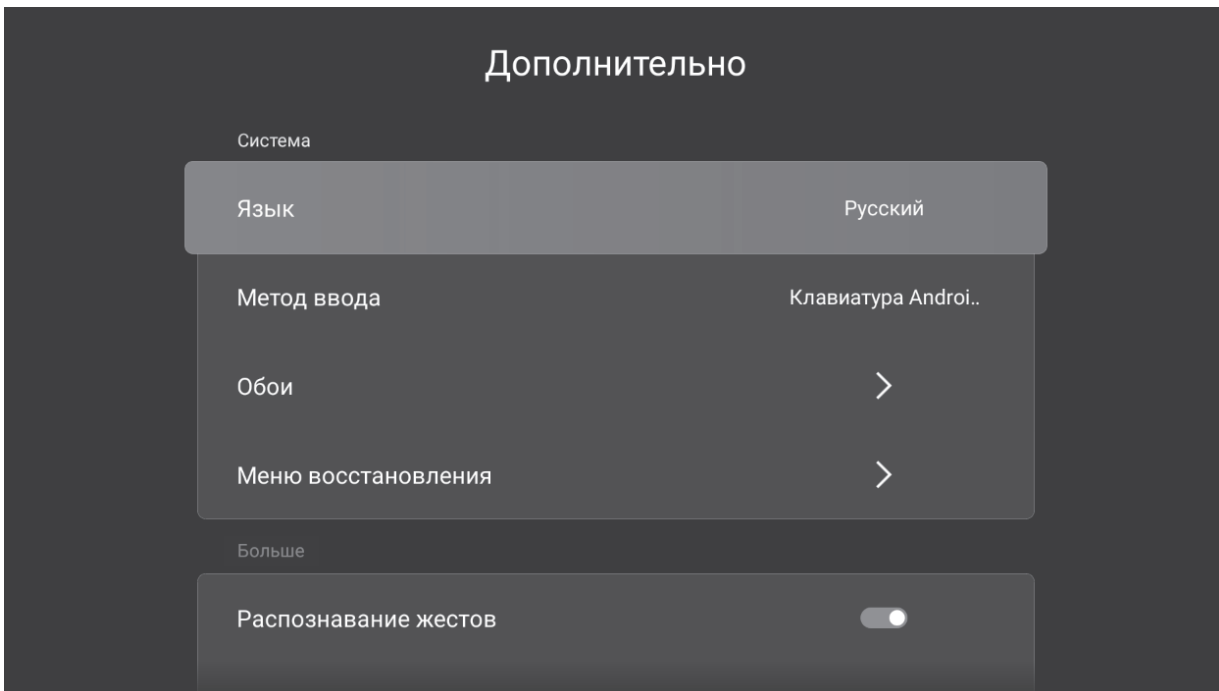 Дополнительно
Система
Язык Русский
Метод ввода Клавиатура Androi..
Обои
Меню восстановления
Больше
Распознавание жестов